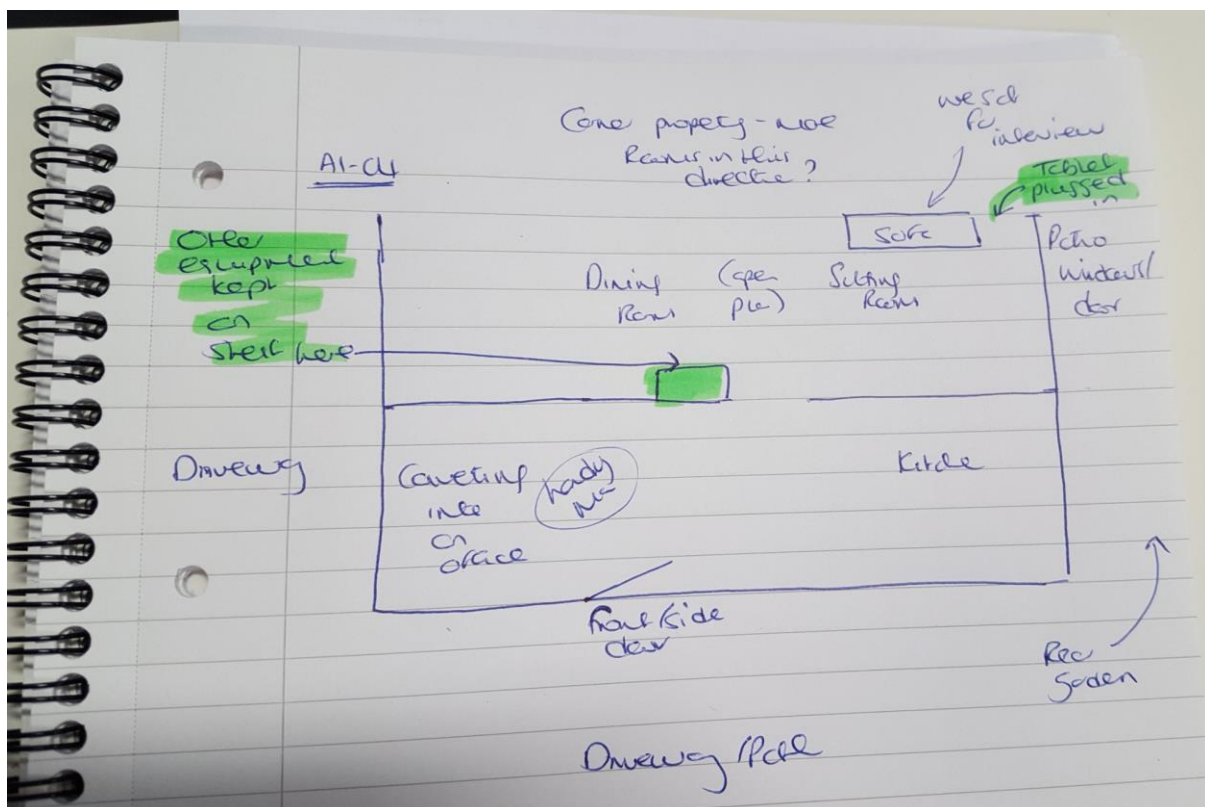 A1-C4
Corner property - more
Rooms in this
direction?
we sat
for
interview
Tablet
plugged
in
Other
equipment
kept
on
shelf here
Sofa
Dining
Room
(open
plan)
Sitting
Room
Patio
window/
door
Driveway
Converting
into
an
office
handy
man
Kitchen
Front/side
door
Rear
garden
Driveway/Path